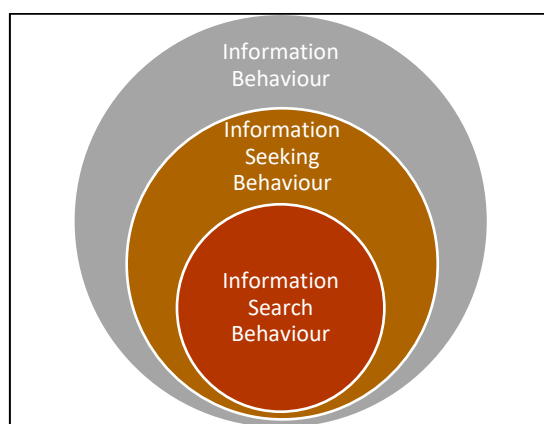 Information
Behaviour
Information
Seeking
Behaviour
Information
Search
Behaviour